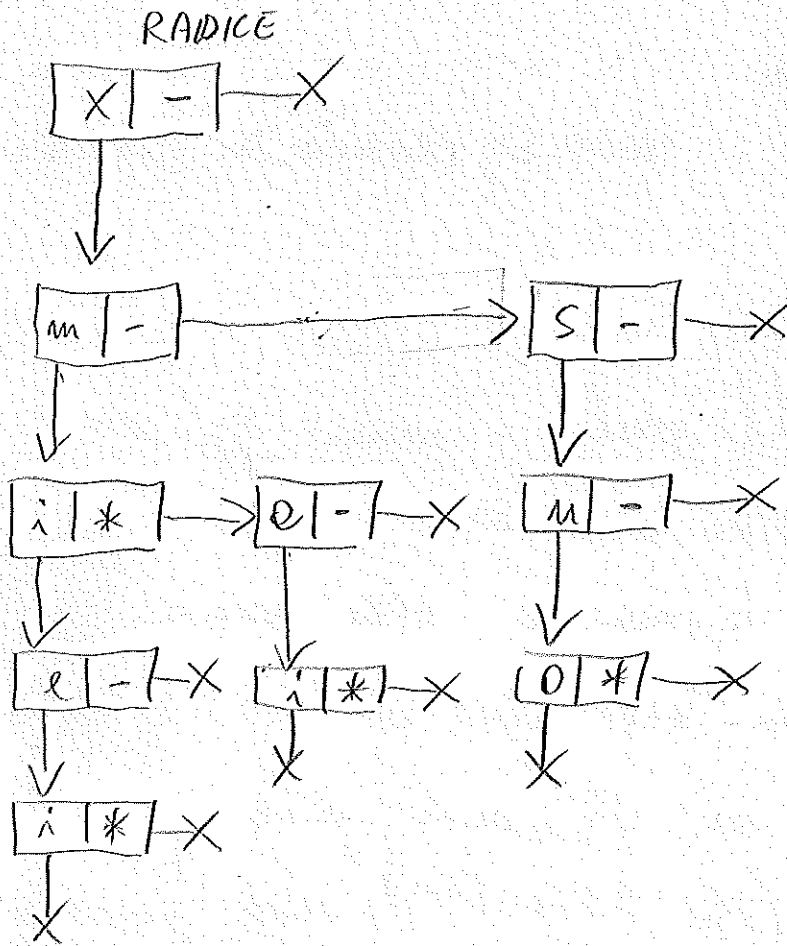 RADICE
X | -
m | -
S | -
i | *
e | -
u | -
e | -
i | *
O | *
i | *